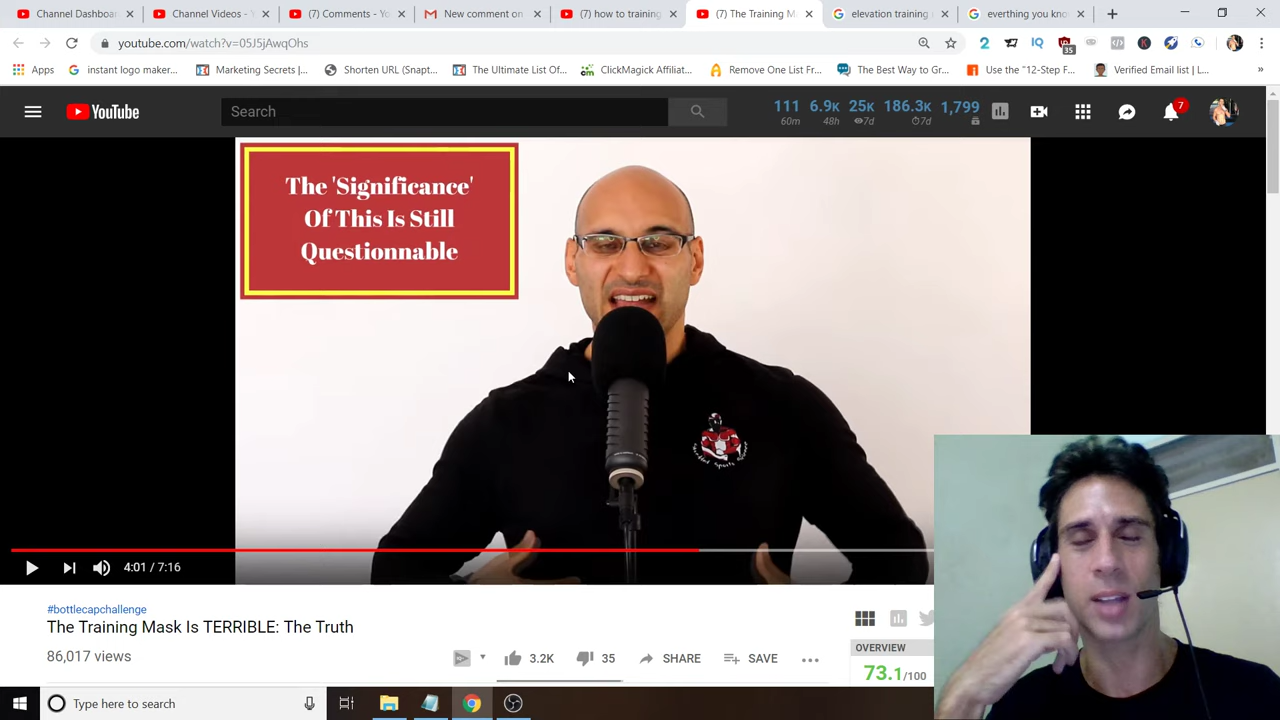 Channel Dashboa
Channel Videos - Y
(7) Comments - Yo
New comment on
(7) how to training
(7) The Training M
elevation training
everthing you kno
youtube.com/watch?v=05J5jAwqOhs
2
IQ
35
K
Apps
instant logo maker...
Marketing Secrets |...
Shorten URL (Snapt...
The Ultimate List Of...
cm
ClickMagick Affiliat...
Remove One List Fr...
The Best Way to Gr...
Use the "12-Step F...
Verified Email list | L...
»
YouTube
Search
111 6.9K 25K 186.3K 1,799
60m 48h 7d 7d
7
The 'Significance'
Of This Is Still
Questionnable
4:01 / 7:16
#bottlecapchallenge
The Training Mask Is TERRIBLE: The Truth
86,017 views
3.2K
35
SHARE
SAVE
OVERVIEW
73.1/100
Type here to search